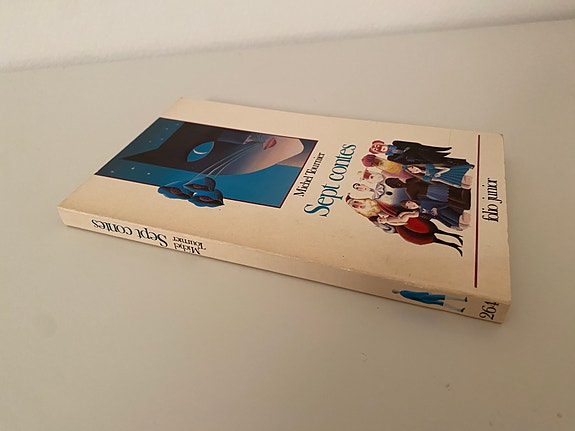 Michel Tournier
Sept contes
folio junior
Michel
Tournier
Sept contes
264